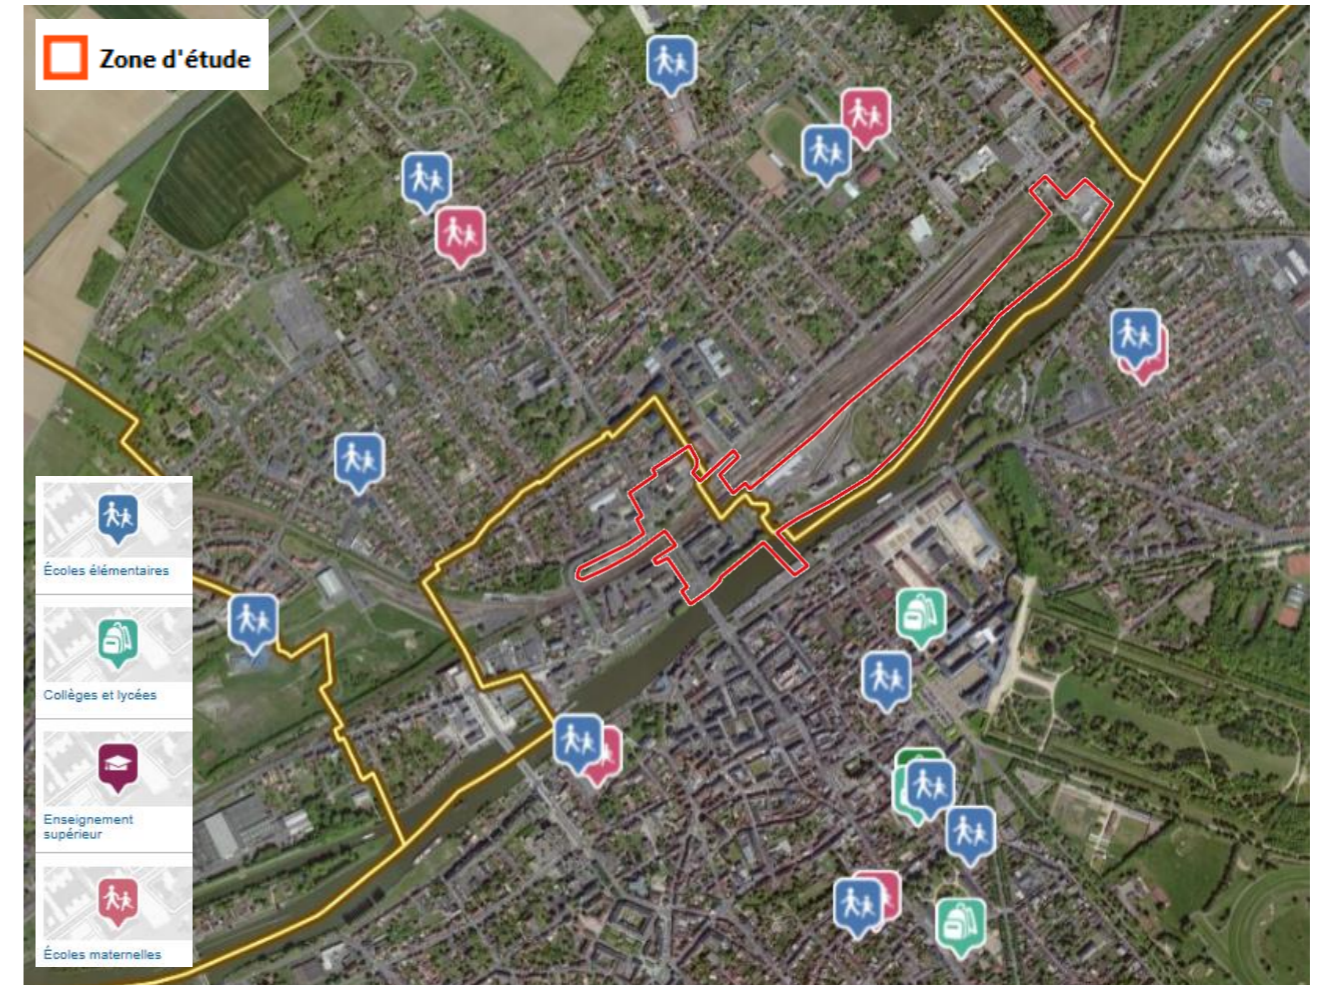 Zone d'étude
Écoles élémentaires
Collèges et lycées
Enseignement
supérieur
Écoles maternelles